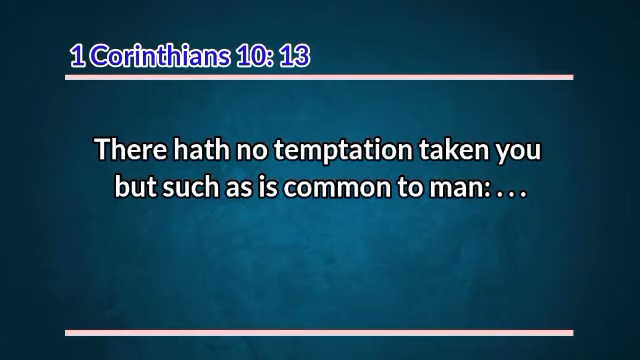 1 Corinthians 10: 13
There hath no temptation taken you
but such as is common to man: . . .